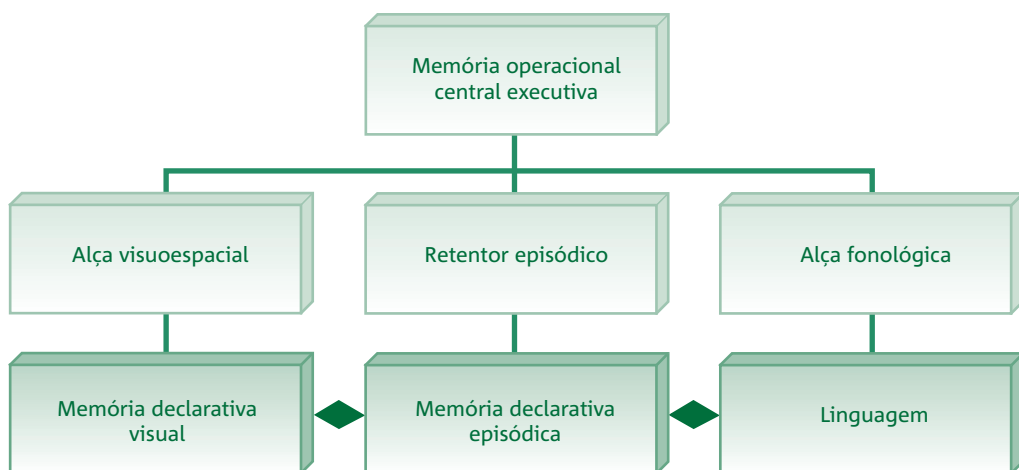 Memória operacional
central executiva
Alça visuoespacial
Retentor episódico
Alça fonológica
Memória declarativa
visual
Memória declarativa
episódica
Linguagem